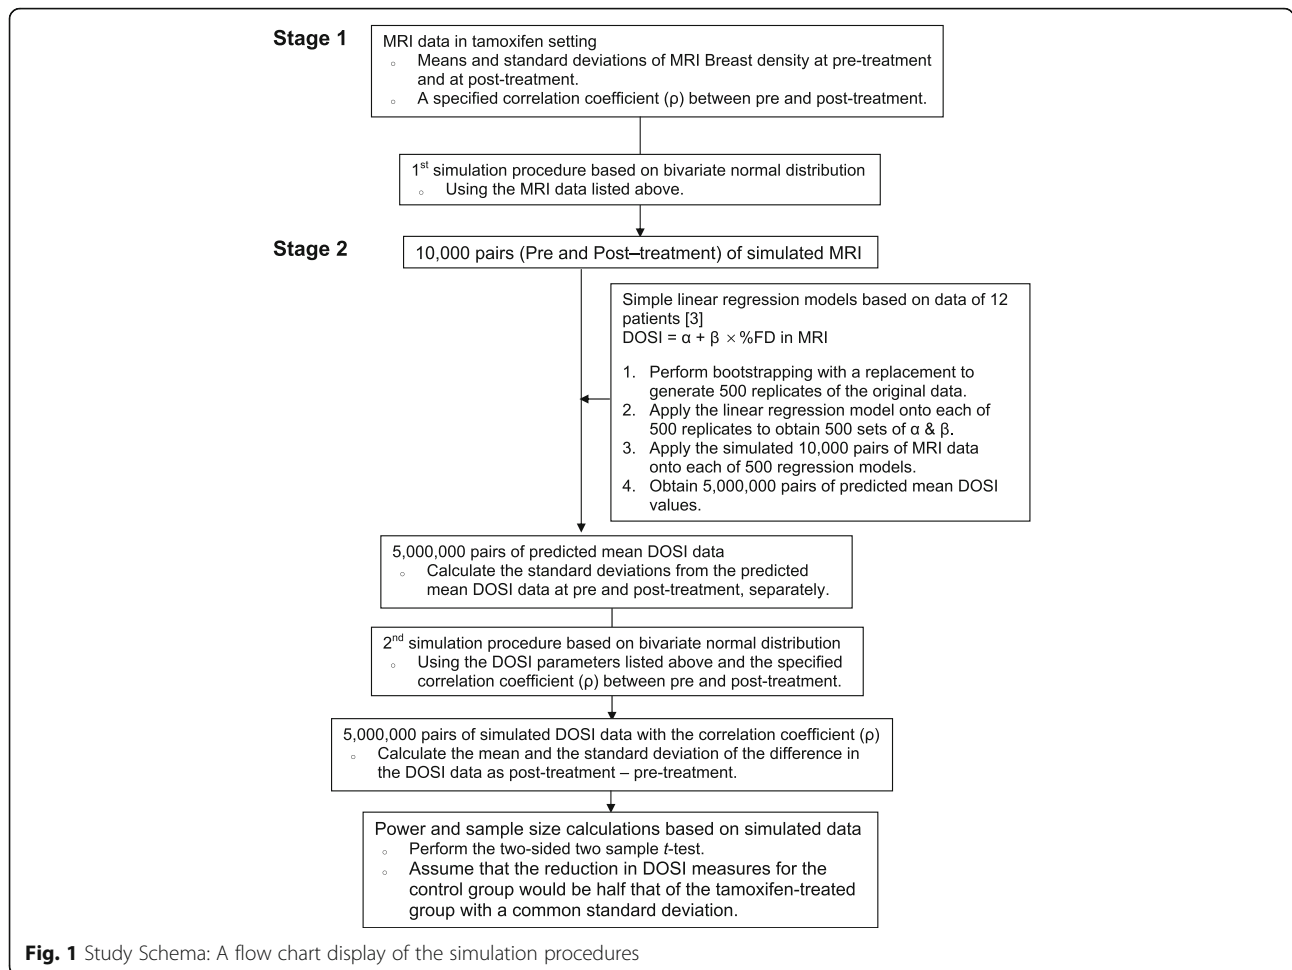 Stage 1
MRI data in tamoxifen setting
◦ Means and standard deviations of MRI Breast density at pre-treatment
and at post-treatment.
◦ A specified correlation coefficient (ρ) between pre and post-treatment.
1st simulation procedure based on bivariate normal distribution
◦ Using the MRI data listed above.
Stage 2
10,000 pairs (Pre and Post–treatment) of simulated MRI
Simple linear regression models based on data of 12
patients [3]
DOSI = α + β × %FD in MRI
1. Perform bootstrapping with a replacement to
generate 500 replicates of the original data.
2. Apply the linear regression model onto each of
500 replicates to obtain 500 sets of α & β.
3. Apply the simulated 10,000 pairs of MRI data
onto each of 500 regression models.
4. Obtain 5,000,000 pairs of predicted mean DOSI
values.
5,000,000 pairs of predicted mean DOSI data
◦ Calculate the standard deviations from the predicted
mean DOSI data at pre and post-treatment, separately.
2nd simulation procedure based on bivariate normal distribution
◦ Using the DOSI parameters listed above and the specified
correlation coefficient (ρ) between pre and post-treatment.
5,000,000 pairs of simulated DOSI data with the correlation coefficient (ρ)
◦ Calculate the mean and the standard deviation of the difference in
the DOSI data as post-treatment – pre-treatment.
Power and sample size calculations based on simulated data
◦ Perform the two-sided two sample t-test.
◦ Assume that the reduction in DOSI measures for the
control group would be half that of the tamoxifen-treated
group with a common standard deviation.
Fig. 1 Study Schema: A flow chart display of the simulation procedures